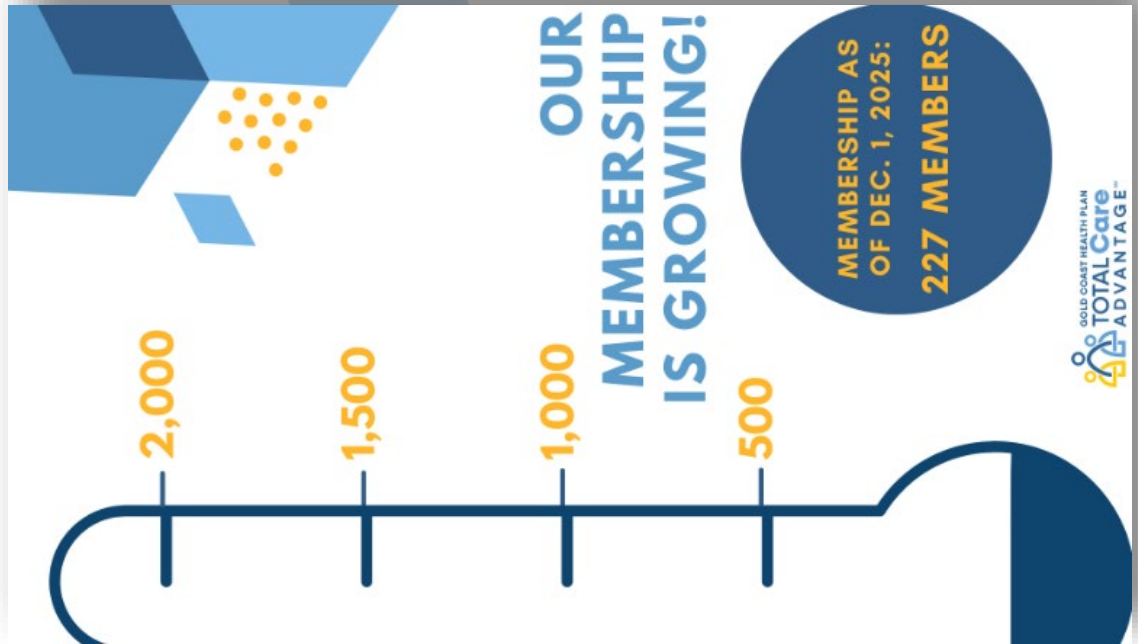 OUR
MEMBERSHIP
IS GROWING!
MEMBERSHIP AS
OF DEC. 1, 2025:
227 MEMBERS
2,000
1,500
1,000
500
GOLD COAST HEALTH PLAN
TOTAL Care
ADVANTAGE™